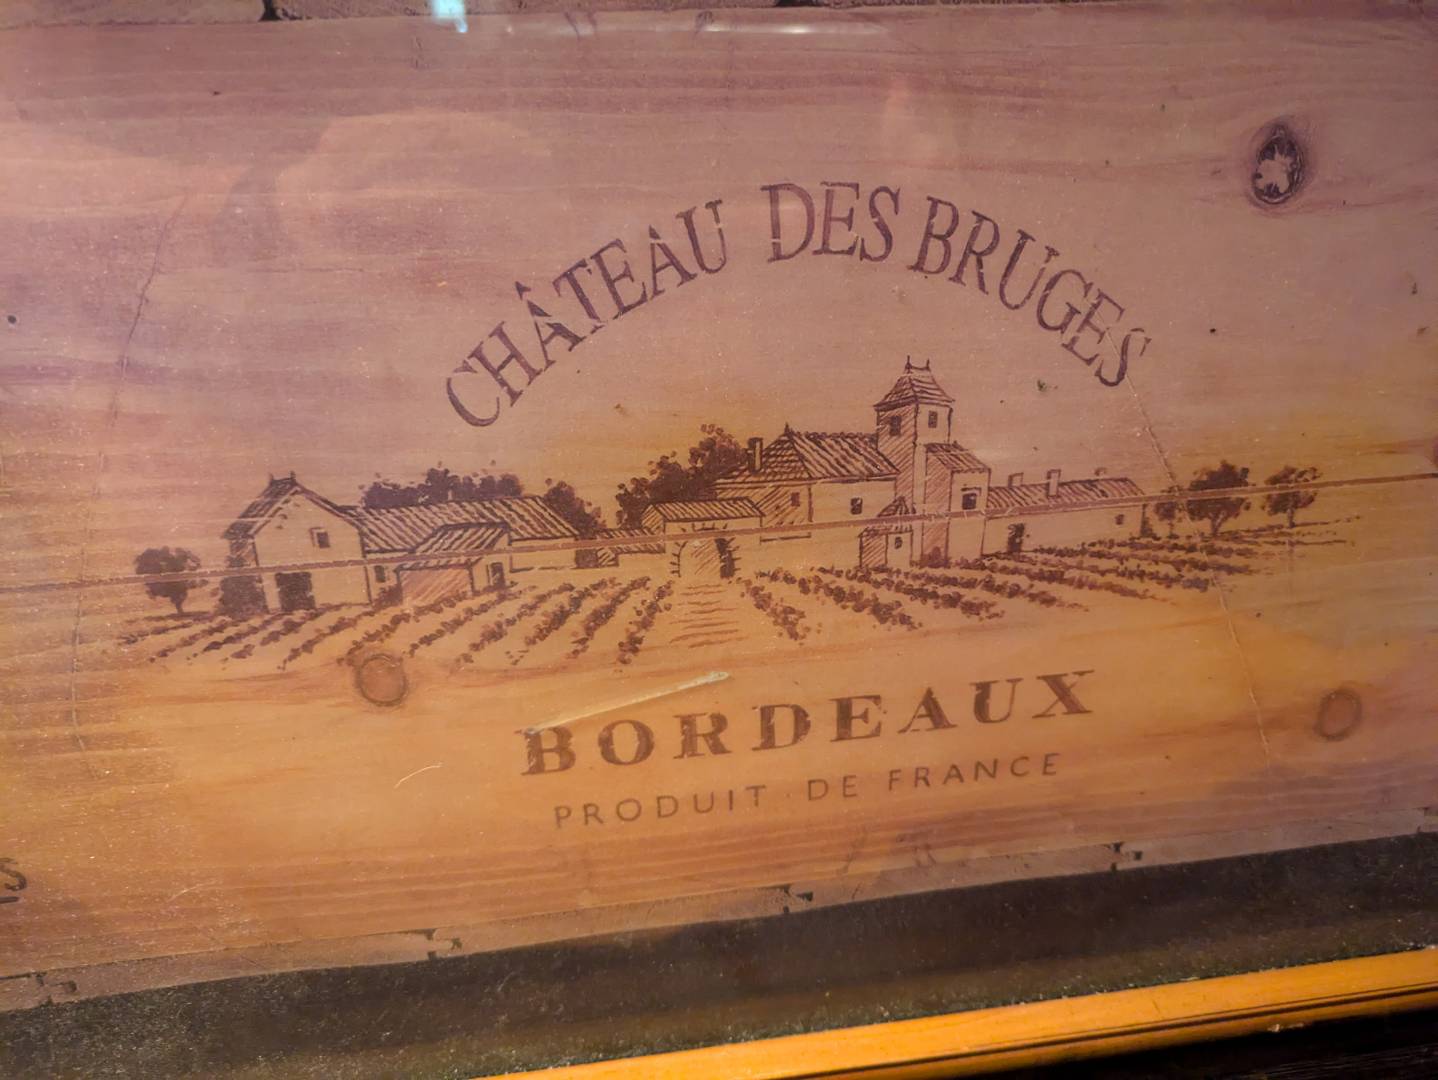 CHÂTEAU DES BRUGES
BORDEAUX
PRODUIT DE FRANCE